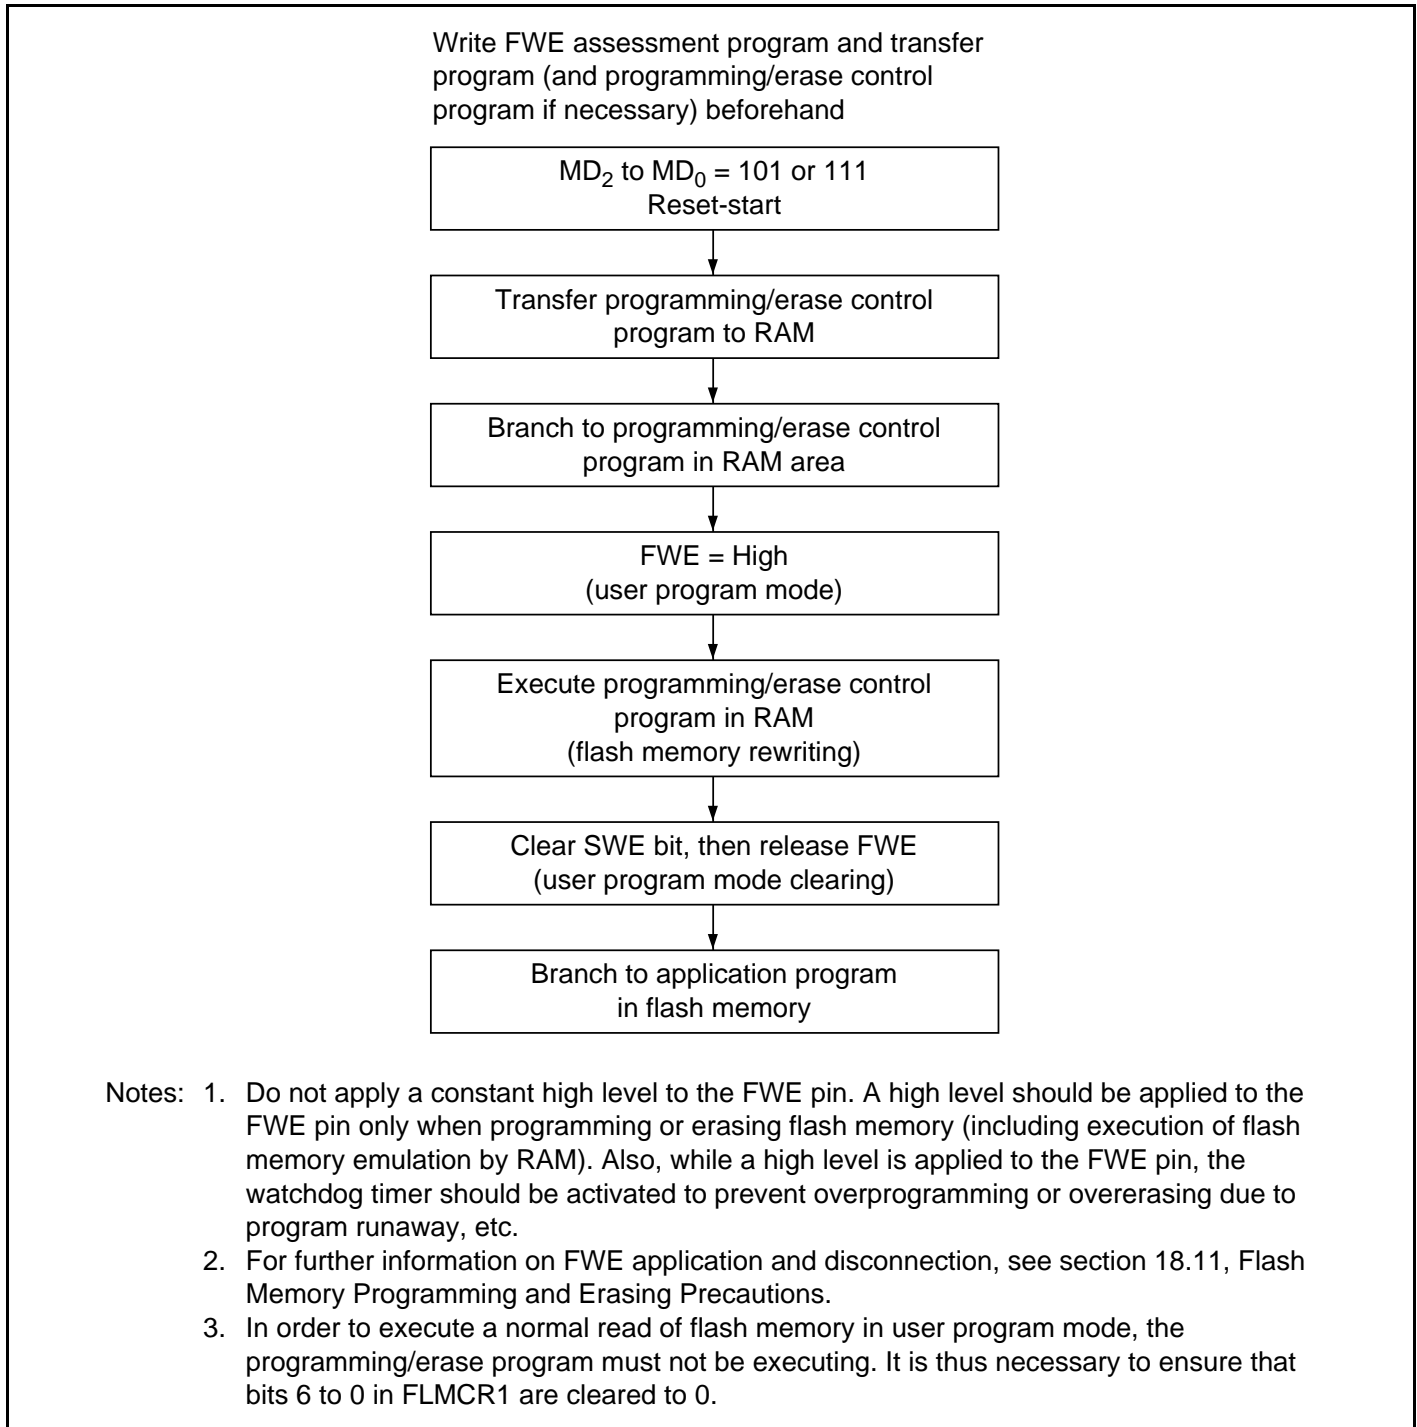 Write FWE assessment program and transfer
program (and programming/erase control
program if necessary) beforehand
MD₂ to MD₀ = 101 or 111
Reset-start
Transfer programming/erase control
program to RAM
Branch to programming/erase control
program in RAM area
FWE = High
(user program mode)
Execute programming/erase control
program in RAM
(flash memory rewriting)
Clear SWE bit, then release FWE
(user program mode clearing)
Branch to application program
in flash memory
Notes: 1. Do not apply a constant high level to the FWE pin. A high level should be applied to the
FWE pin only when programming or erasing flash memory (including execution of flash
memory emulation by RAM). Also, while a high level is applied to the FWE pin, the
watchdog timer should be activated to prevent overprogramming or overerasing due to
program runaway, etc.
2. For further information on FWE application and disconnection, see section 18.11, Flash
Memory Programming and Erasing Precautions.
3. In order to execute a normal read of flash memory in user program mode, the
programming/erase program must not be executing. It is thus necessary to ensure that
bits 6 to 0 in FLMCR1 are cleared to 0.